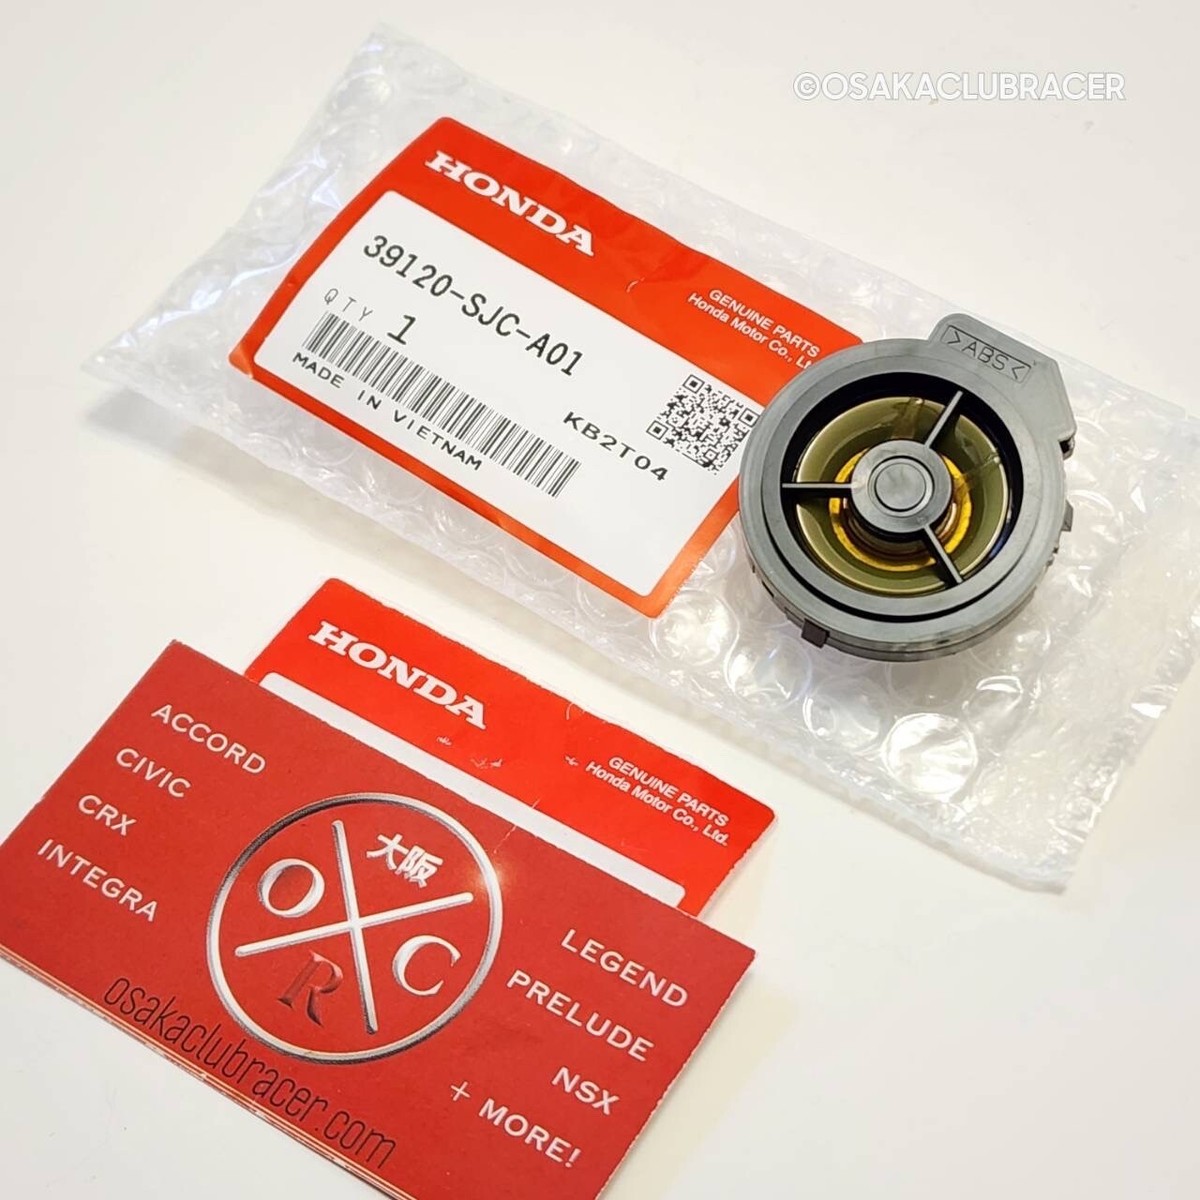 ©OSAKACLUBRACER
HONDA
39120-SJC-A01
QTY 1
MADE IN VIETNAM
KB2T04
GENUINE PARTS
Honda Motor Co., Lt
>ABS<
HONDA
GENUINE PARTS
Honda Motor Co., Ltd.
ACCORD
CIVIC
CRX
INTEGRA
大阪
O
C
R
LEGEND
PRELUDE
NSX
+ MORE!
osakaclubracer.com